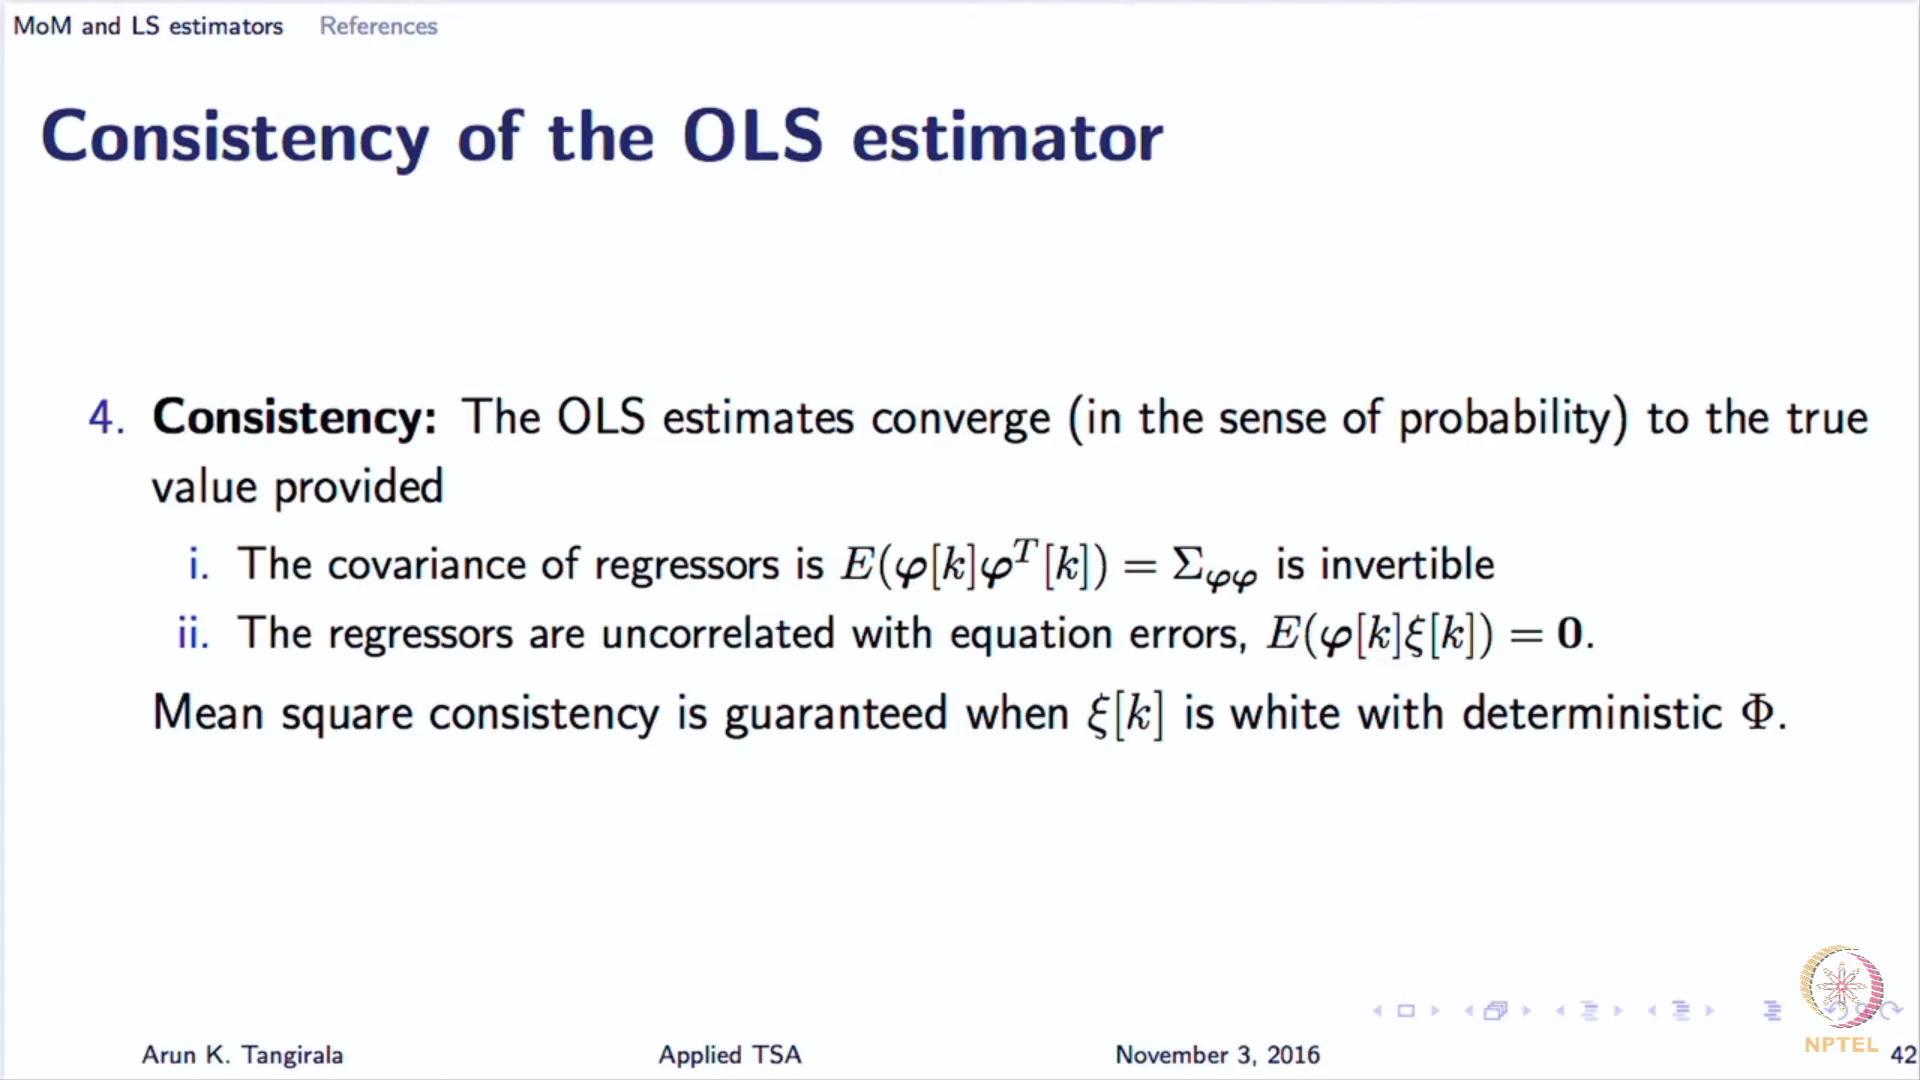 MoM and LS estimators References
Consistency of the OLS estimator
4. Consistency: The OLS estimates converge (in the sense of probability) to the true
value provided
i. The covariance of regressors is E(φ[k]φ^T[k]) = Σ_φφ is invertible
ii. The regressors are uncorrelated with equation errors, E(φ[k]ξ[k]) = 0.
Mean square consistency is guaranteed when ξ[k] is white with deterministic Φ.
NPTEL
Arun K. Tangirala Applied TSA November 3, 2016 42